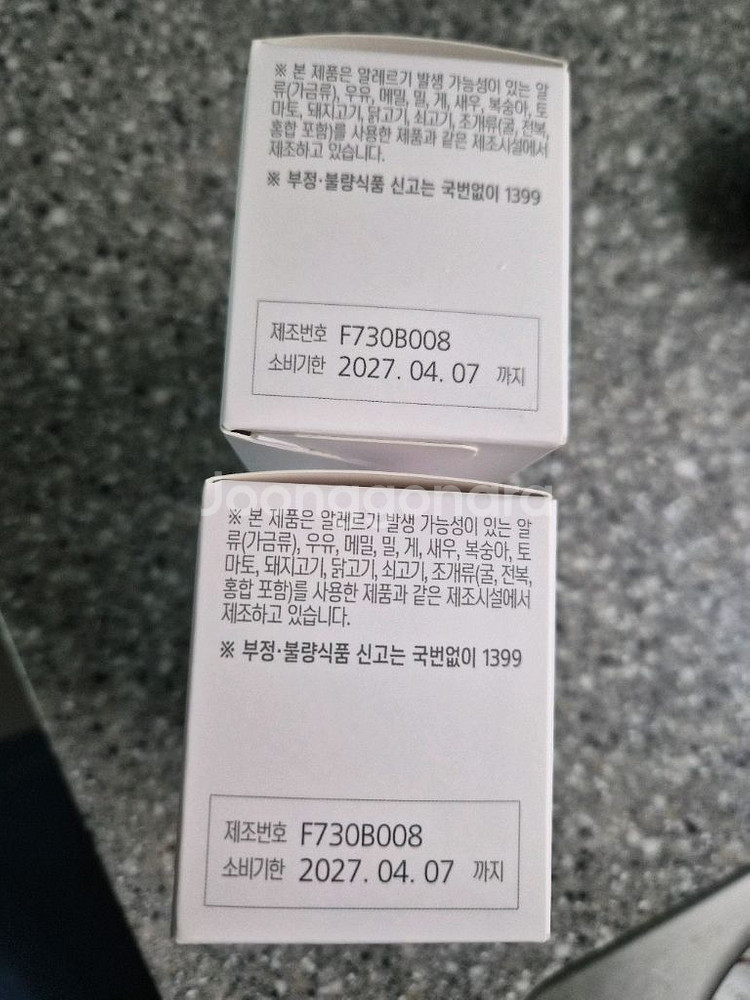 ※ 본 제품은 알레르기 발생 가능성이 있는 알
류(가금류), 우유, 메밀, 밀, 게, 새우, 복숭아, 토
마토, 돼지고기, 닭고기, 쇠고기, 조개류(굴, 전복,
홍합 포함)를 사용한 제품과 같은 제조시설에서
제조하고 있습니다.
※ 부정·불량식품 신고는 국번없이 1399
제조번호 F730B008
소비기한 2027. 04. 07 까지
Joonggonara
※ 본 제품은 알레르기 발생 가능성이 있는 알
류(가금류), 우유, 메밀, 밀, 게, 새우, 복숭아, 토
마토, 돼지고기, 닭고기, 쇠고기, 조개류(굴, 전복,
홍합 포함)를 사용한 제품과 같은 제조시설에서
제조하고 있습니다.
※ 부정·불량식품 신고는 국번없이 1399
제조번호 F730B008
소비기한 2027. 04. 07 까지